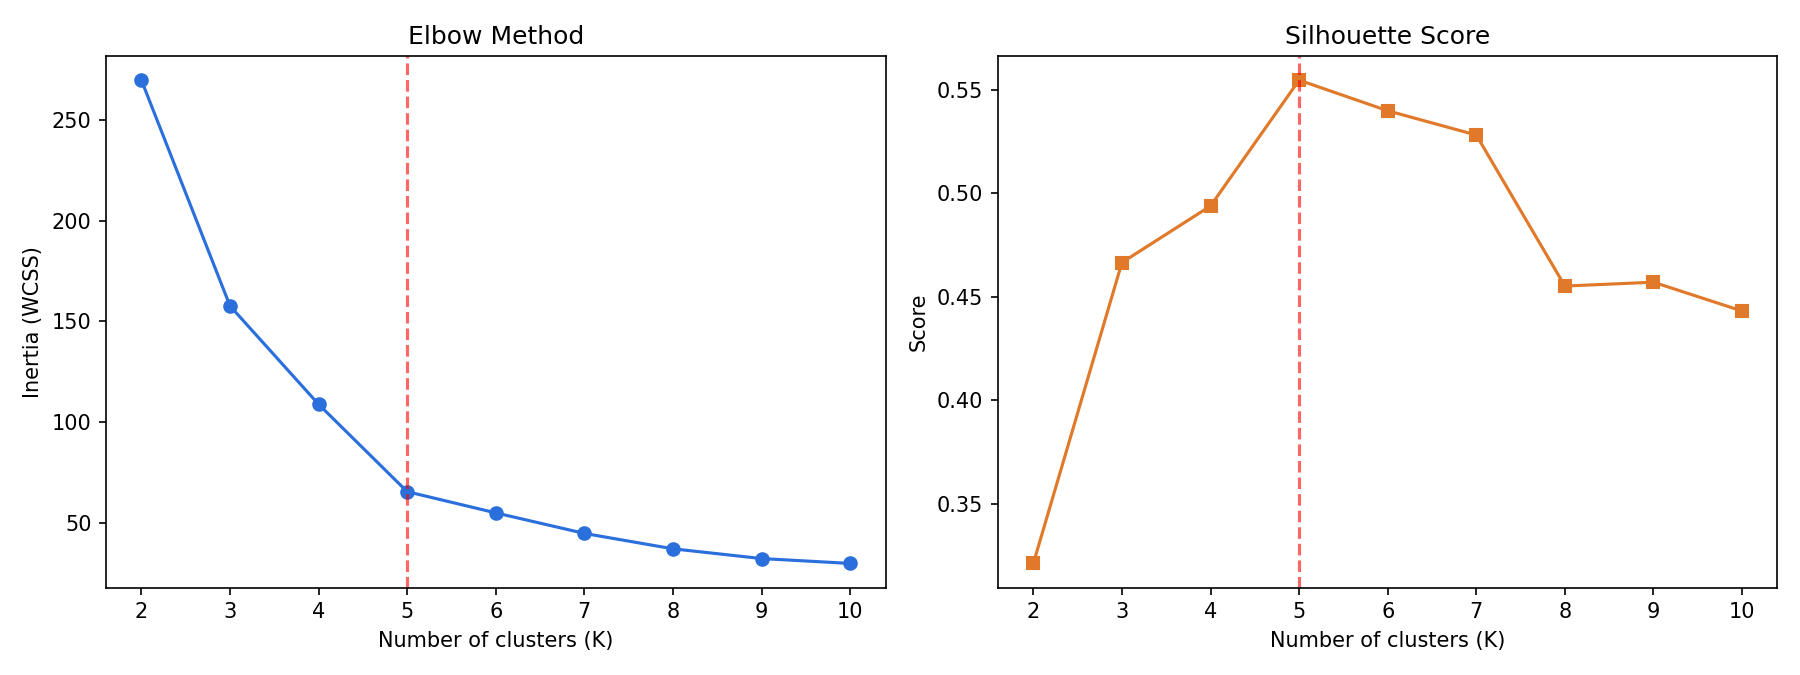 Elbow Method
Inertia (WCSS)
250
200
150
100
50
2 3 4 5 6 7 8 9 10
Number of clusters (K)
Silhouette Score
Score
0.55
0.50
0.45
0.40
0.35
2 3 4 5 6 7 8 9 10
Number of clusters (K)